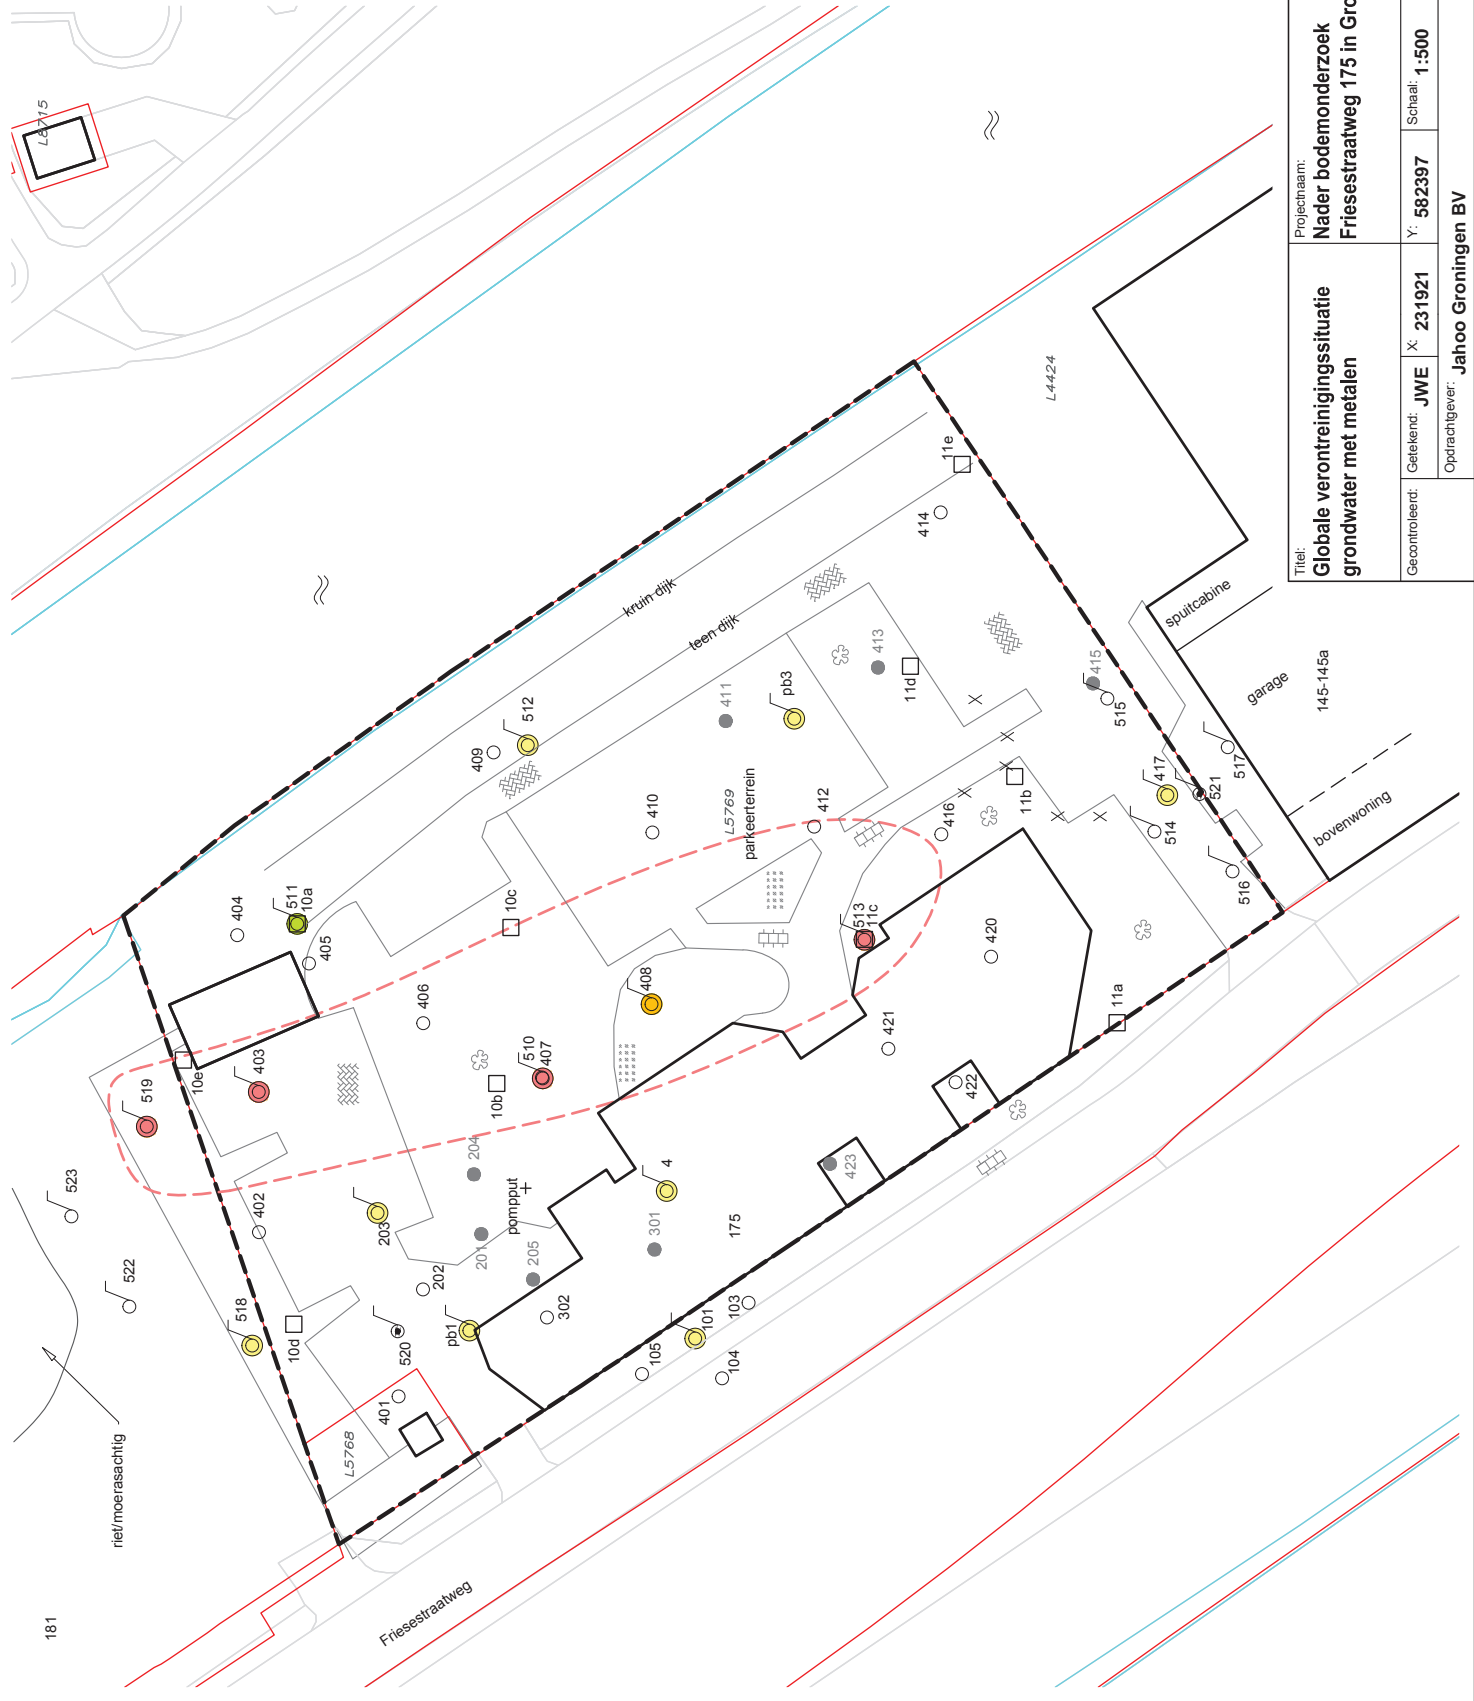 L8715
523
522
519
riet/moerasachtig
181
10e
403
404
511
10a
405
402
518
10d
203
406
10c
510
407
10b
204
408
202
201
pompput
205
520
pb1
302
401
L5768
kruin dijk
teen dijk
409
512
410
411
pb3
L5769
parkeerterrein
412
413
11d
414
11e
L4424
416
11b
513
11c
420
421
422
11a
4
301
175
423
105
101
103
104
415
515
417
521
517
514
516
spuitcabine
garage
145-145a
bovenwoning
Friesestraatweg
Titel:
Globale verontreinigingssituatie
grondwater met metalen
Projectnaam:
Nader bodemonderzoek
Friesestraatweg 175 in Gro
Gecontroleerd:
Getekend: JWE
X: 231921
Y: 582397
Schaal: 1:500
Opdrachtgever: Jahoo Groningen BV